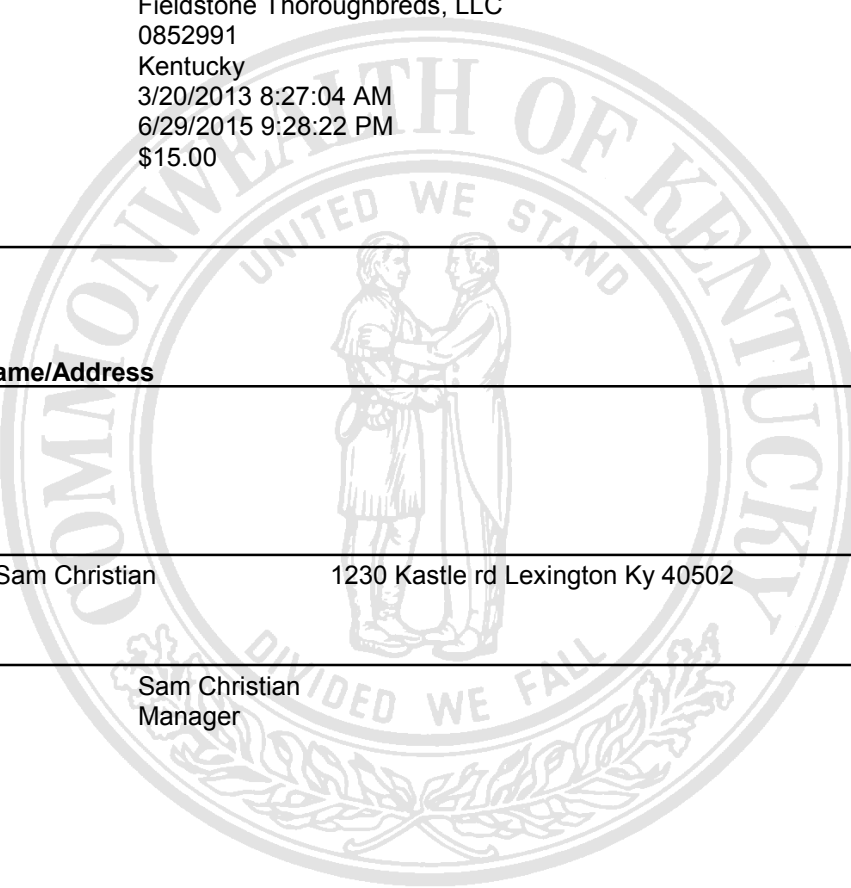 Fieldstone Thoroughbreds, LLC
0852991
Kentucky
3/20/2013 8:27:04 AM
6/29/2015 9:28:22 PM
$15.00
COMMONWEALTH OF KENTUCKY
UNITED WE STAND
ame/Address
Sam Christian 1230 Kastle rd Lexington Ky 40502
DIVIDED WE FALL
Sam Christian
Manager